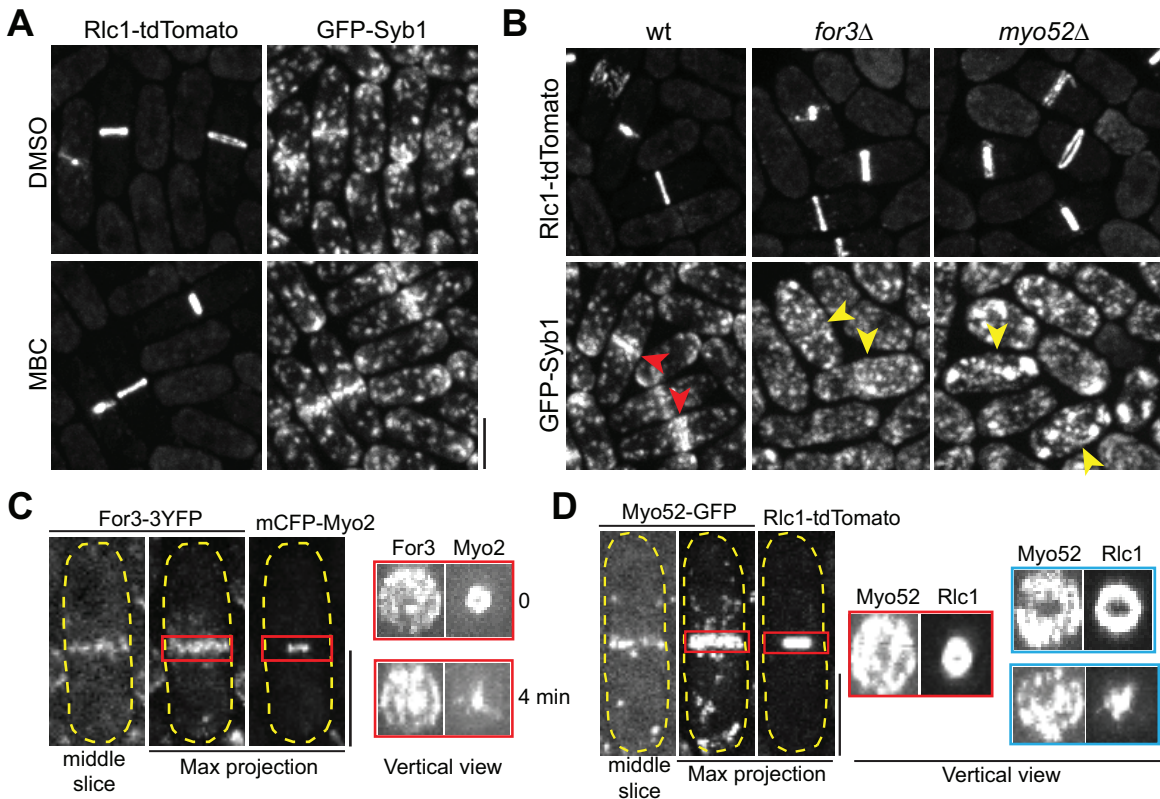 A
Rlc1-tdTomato GFP-Syb1
DMSO
MBC
B
wt for3Δ myo52Δ
Rlc1-tdTomato
GFP-Syb1
C
For3-3YFP mCFP-Myo2
For3 Myo2
0
4 min
middle
slice
Max projection
Vertical view
D
Myo52-GFP Rlc1-tdTomato
Myo52 Rlc1
Myo52 Rlc1
middle
slice
Max projection
Vertical view